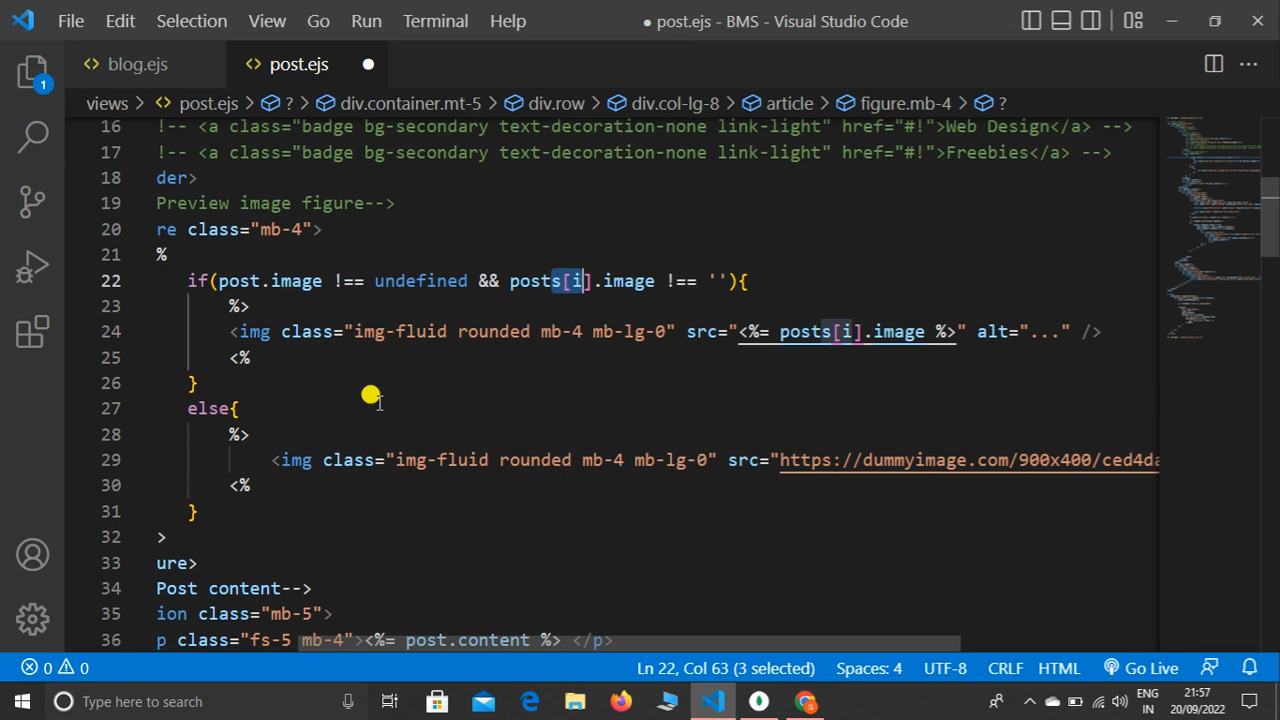 File Edit Selection View Go Run Terminal Help ● post.ejs - BMS - Visual Studio Code
blog.ejs post.ejs ●
views > post.ejs > ? > div.container.mt-5 > div.row > div.col-lg-8 > article > figure.mb-4 > ?
1
16 !-- <a class="badge bg-secondary text-decoration-none link-light" href="#!">Web Design</a> -->
17 !-- <a class="badge bg-secondary text-decoration-none link-light" href="#!">Freebies</a> -->
18 der>
19 Preview image figure-->
20 re class="mb-4">
21 %
22 if(post.image !== undefined && posts[i].image !== ''){
23 %>
24 <img class="img-fluid rounded mb-4 mb-lg-0" src="<%= posts[i].image %>" alt="..." />
25 <%
26 }
27 else{
28 %>
29 <img class="img-fluid rounded mb-4 mb-lg-0" src="https://dummyimage.com/900x400/ced4da
30 <%
31 }
32 >
33 ure>
34 Post content-->
35 ion class="mb-5">
36 p class="fs-5 mb-4"><%= post.content %> </p>
0 0 Ln 22, Col 63 (3 selected) Spaces: 4 UTF-8 CRLF HTML Go Live
Type here to search ENG IN 21:57 20/09/2022